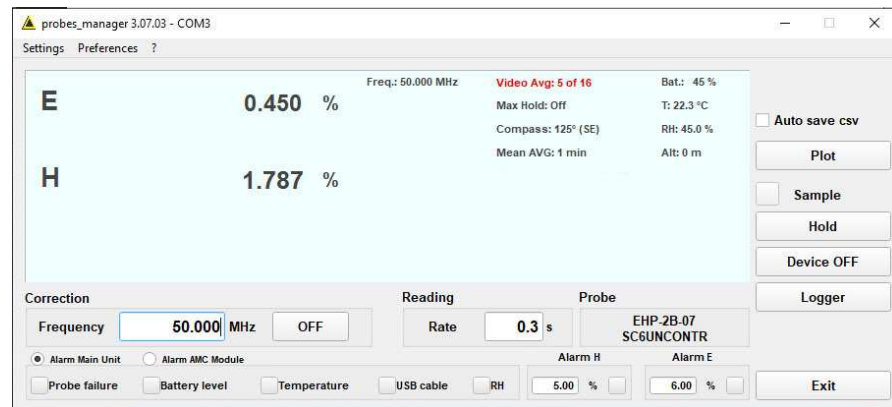 probes_manager 3.07.03 - COM3
Settings Preferences ?
E 0.450 %
H 1.787 %
Freq.: 50.000 MHz
Video Avg: 5 of 16
Max Hold: Off
Compass: 125° (SE)
Mean AVG: 1 min
Bat.: 45 %
T: 22.3 °C
RH: 45.0 %
Alt: 0 m
Auto save csv
Plot
Sample
Hold
Device OFF
Logger
Correction
Frequency 50.000 MHz OFF
Reading
Rate 0.3 s
Probe
EHP-2B-07
SC6UNCONTR
Alarm Main Unit Alarm AMC Module
Probe failure Battery level Temperature USB cable RH
Alarm H
5.00 %
Alarm E
6.00 %
Exit